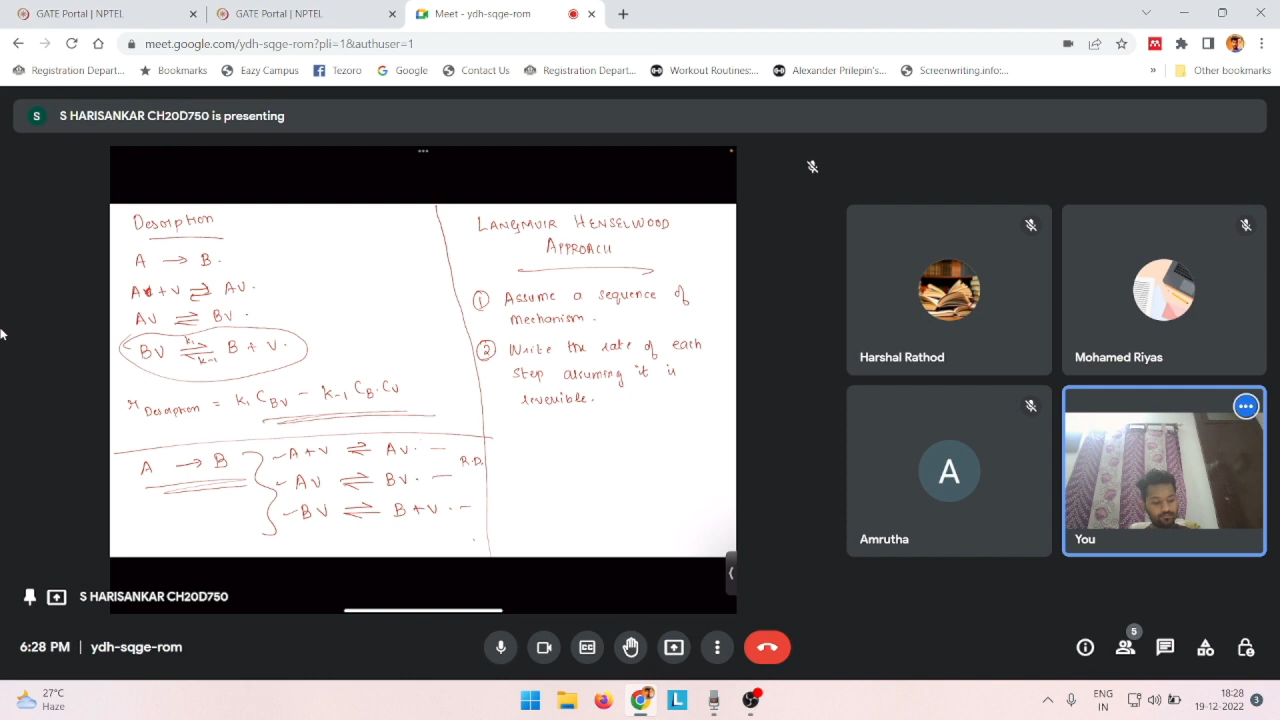 GATE Portal | NPTEL
GATE Portal | NPTEL
Meet - ydh-sqge-rom
meet.google.com/ydh-sqge-rom?pli=1&authuser=1
Registration Depart...
Bookmarks
Eazy Campus
Tezoro
Google
Contact Us
Registration Depart...
Workout Routines:...
Alexander Prilepin's...
Screenwriting.info:...
»
Other bookmarks
S
S HARISANKAR CH20D750 is presenting
Desorption
A → B.
A + V ⇌ AV.
AV ⇌ BV.
BV ⇌ B + V.
k1
k-1
r Desorption = k1 CBV - k-1 CB. CV
A → B
A + V ⇌ AV. —
R.D.
AV ⇌ BV. —
BV ⇌ B + V. —
LANGMUIR HENSELWOOD
APPROACH
① Assume a sequence of
mechanism.
② Write the rate of each
step assuming it is
reversible.
S HARISANKAR CH20D750
Harshal Rathod
Mohamed Riyas
A
Amrutha
You
6:28 PM | ydh-sqge-rom
5
27°C
Haze
L
ENG
IN
18:28
19-12-2022
3